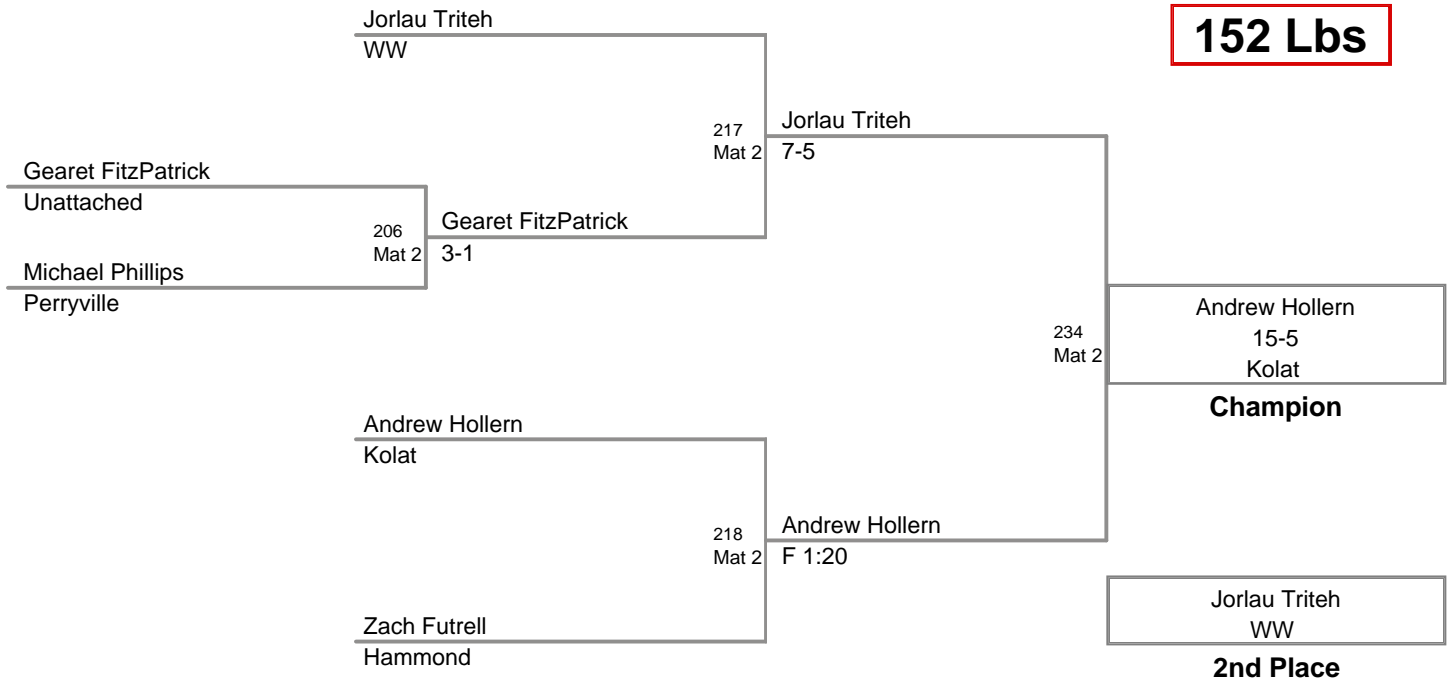 152 Lbs
Jorlau Triteh
WW
217
Mat 2
Jorlau Triteh
7-5
Gearet FitzPatrick
Unattached
206
Mat 2
Gearet FitzPatrick
3-1
Michael Phillips
Perryville
234
Mat 2
Andrew Hollern
15-5
Kolat
Champion
Andrew Hollern
Kolat
218
Mat 2
Andrew Hollern
F 1:20
Zach Futrell
Hammond
Jorlau Triteh
WW
2nd Place